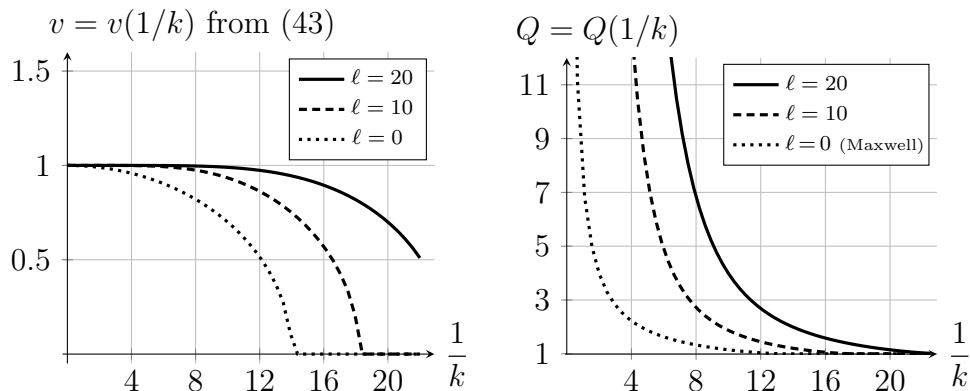 v = v(1/k) from (43)
1.5
1
0.5
4 8 12 16 20
1/k
ℓ = 20
ℓ = 10
ℓ = 0
Q = Q(1/k)
11
9
7
5
3
1
4 8 12 16 20
1/k
ℓ = 20
ℓ = 10
ℓ = 0 (Maxwell)